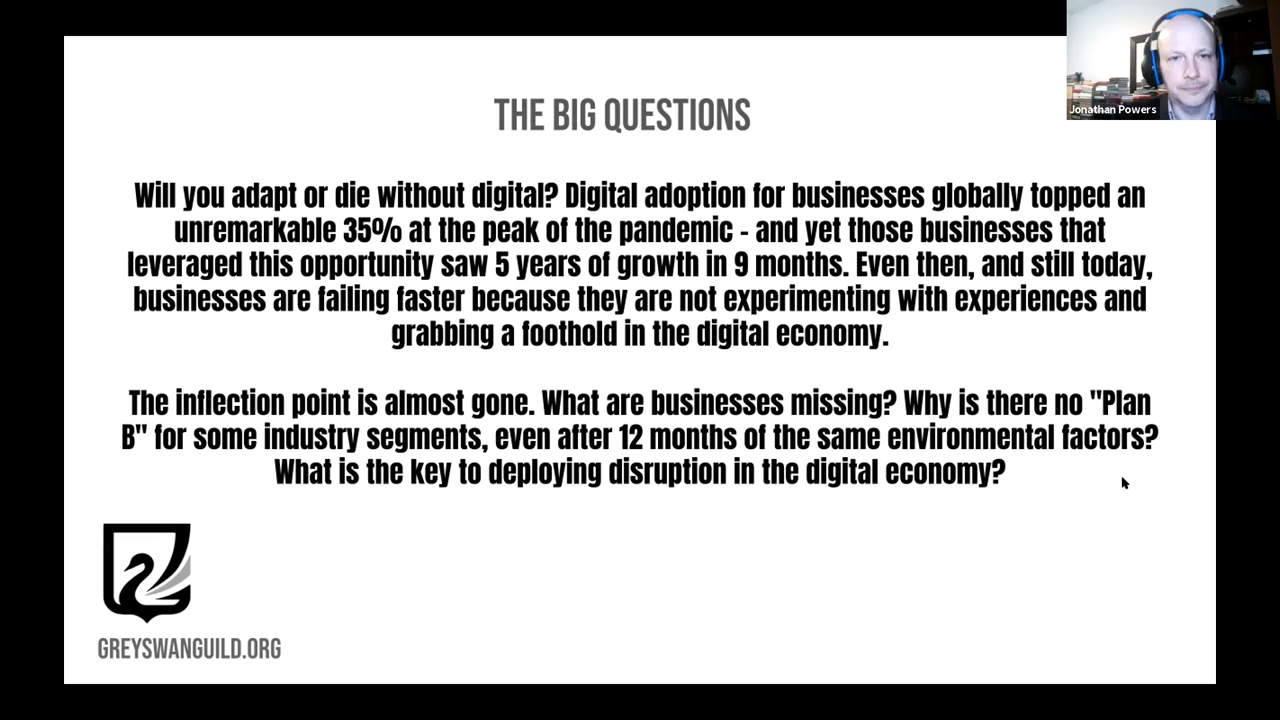 THE BIG QUESTIONS
Jonathan Powers
Will you adapt or die without digital? Digital adoption for businesses globally topped an
unremarkable 35% at the peak of the pandemic - and yet those businesses that
leveraged this opportunity saw 5 years of growth in 9 months. Even then, and still today,
businesses are failing faster because they are not experimenting with experiences and
grabbing a foothold in the digital economy.
The inflection point is almost gone. What are businesses missing? Why is there no "Plan
B" for some industry segments, even after 12 months of the same environmental factors?
What is the key to deploying disruption in the digital economy?
GREYSWANGUILD.ORG